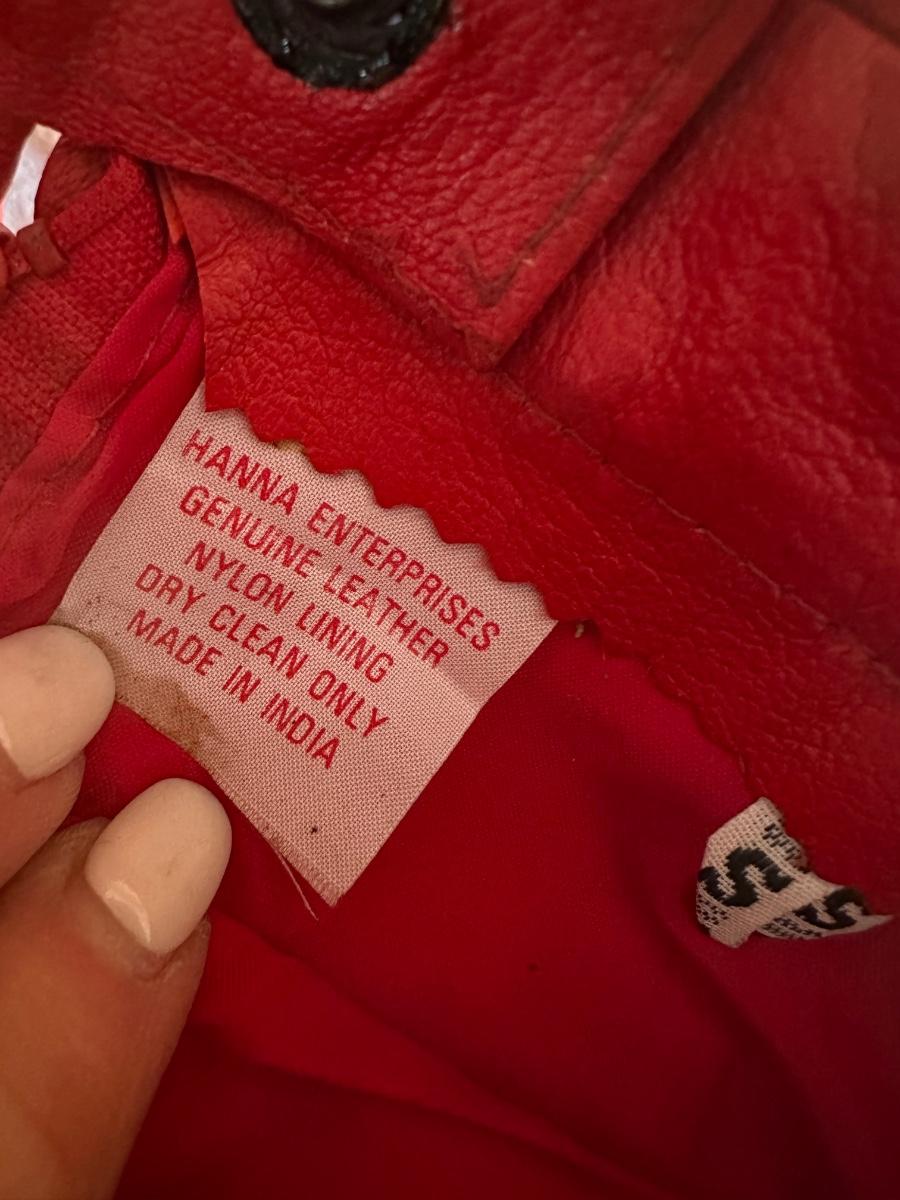 HANNA ENTERPRISES
GENUINE LEATHER
NYLON LINING
DRY CLEAN ONLY
MADE IN INDIA
S
S